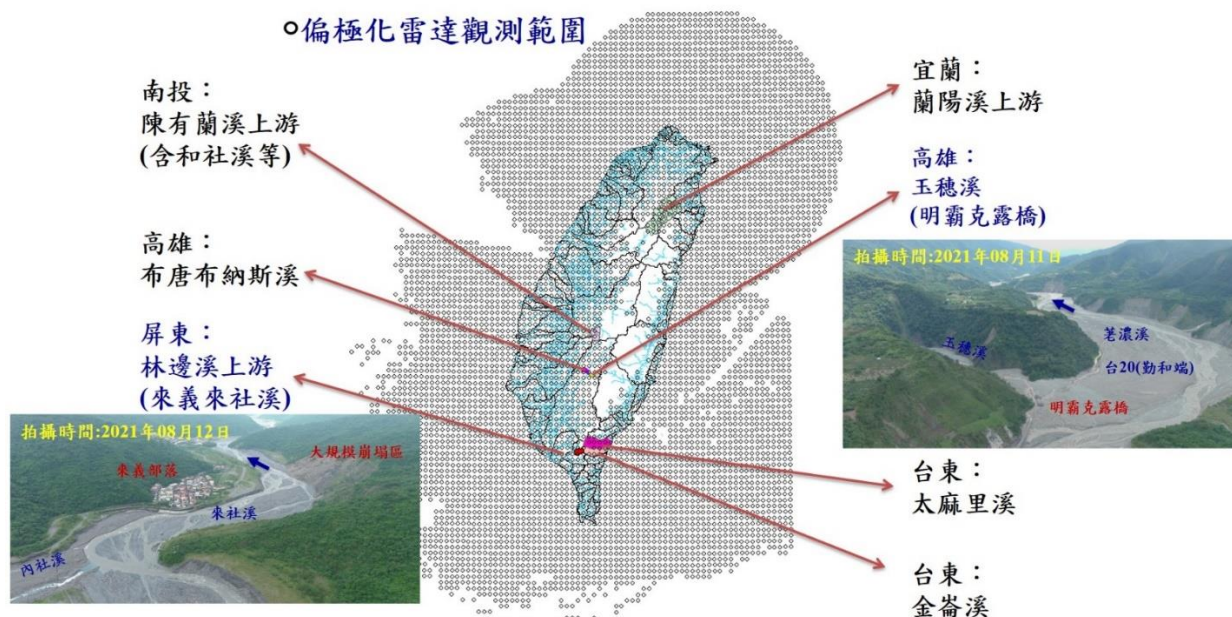 ○偏極化雷達觀測範圍
南投：
陳有蘭溪上游
(含和社溪等)
高雄：
布唐布納斯溪
屏東：
林邊溪上游
(來義來社溪)
拍攝時間:2021年08月12日
來義部落
大規模崩塌區
來社溪
內社溪
宜蘭：
蘭陽溪上游
高雄：
玉穗溪
(明霸克露橋)
拍攝時間:2021年08月11日
玉穗溪
荖濃溪
台20(勤和端)
明霸克露橋
台東：
太麻里溪
台東：
金崙溪